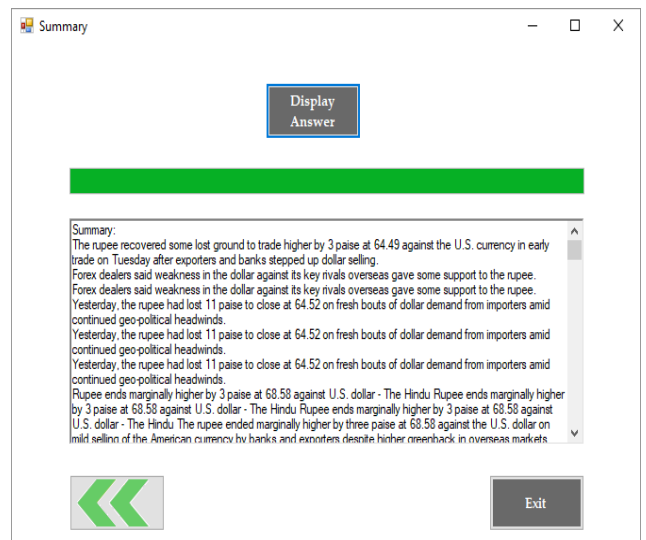 Summary
Display
Answer
Summary:
The rupee recovered some lost ground to trade higher by 3 paise at 64.49 against the U.S. currency in early
trade on Tuesday after exporters and banks stepped up dollar selling.
Forex dealers said weakness in the dollar against its key rivals overseas gave some support to the rupee.
Forex dealers said weakness in the dollar against its key rivals overseas gave some support to the rupee.
Yesterday, the rupee had lost 11 paise to close at 64.52 on fresh bouts of dollar demand from importers amid
continued geo-political headwinds.
Yesterday, the rupee had lost 11 paise to close at 64.52 on fresh bouts of dollar demand from importers amid
continued geo-political headwinds.
Yesterday, the rupee had lost 11 paise to close at 64.52 on fresh bouts of dollar demand from importers amid
continued geo-political headwinds.
Rupee ends marginally higher by 3 paise at 68.58 against U.S. dollar - The Hindu Rupee ends marginally higher
by 3 paise at 68.58 against U.S. dollar - The Hindu Rupee ends marginally higher by 3 paise at 68.58 against
U.S. dollar - The Hindu The rupee ended marginally higher by three paise at 68.58 against the U.S. dollar on
mild selling of the American currency by banks and exporters despite higher greenback in overseas markets
Exit